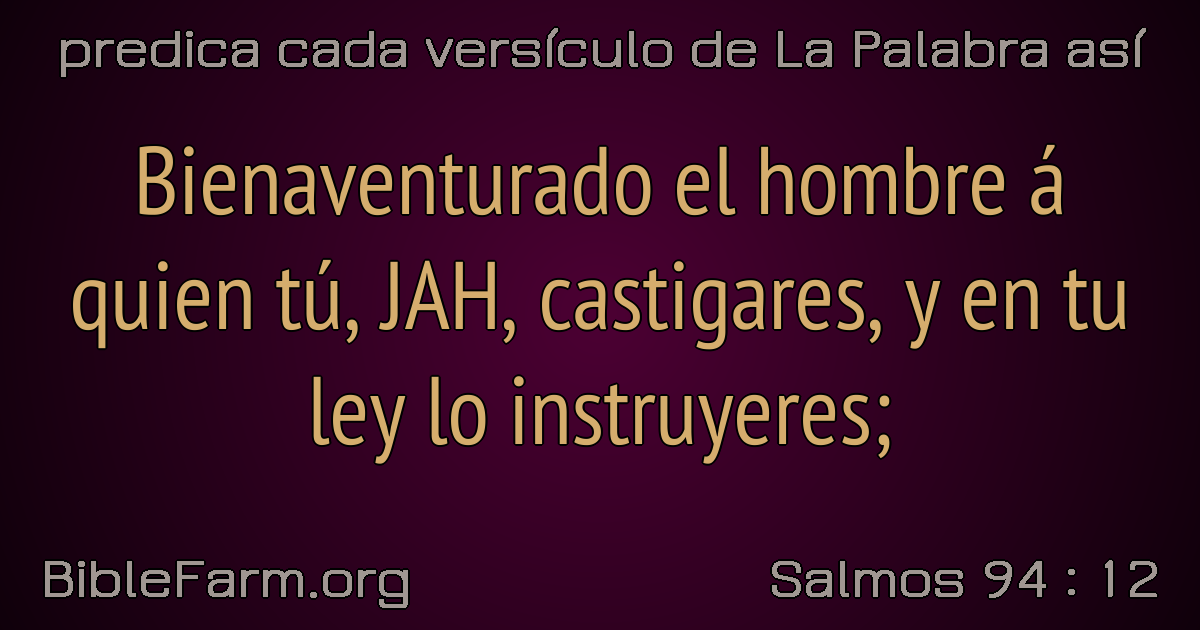 predica cada versículo de La Palabra así
Bienaventurado el hombre á
quien tú, JAH, castigares, y en tu
ley lo instruyeres;
BibleFarm.org
Salmos 94 : 12